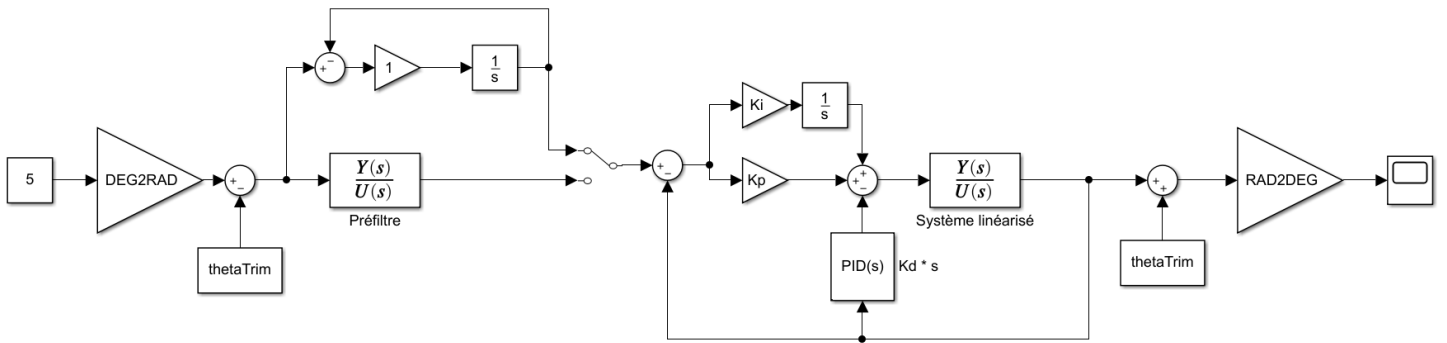 1
1
s
Ki
1
s
5
DEG2RAD
Y(s)
U(s)
Préfiltre
Kp
Y(s)
U(s)
Système linéarisé
RAD2DEG
thetaTrim
PID(s)
Kd * s
thetaTrim